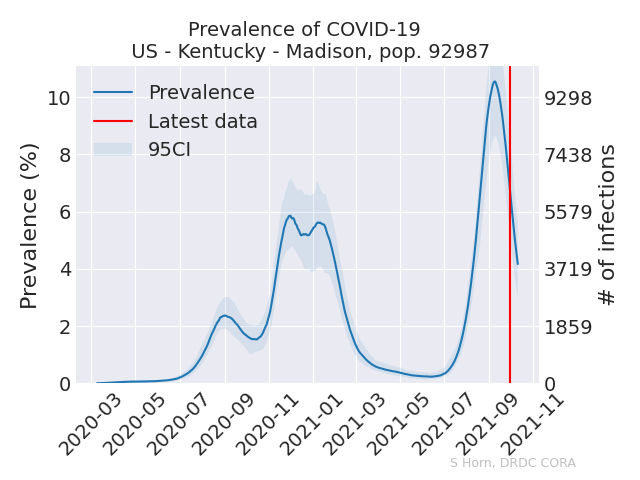 Prevalence of COVID-19
US - Kentucky - Madison, pop. 92987
Prevalence
Latest data
95CI
Prevalence (%)
10
8
6
4
2
0
9298
7438
5579
3719
1859
0
# of infections
2020-03
2020-05
2020-07
2020-09
2020-11
2021-01
2021-03
2021-05
2021-07
2021-09
2021-11
S Horn, DRDC CORA